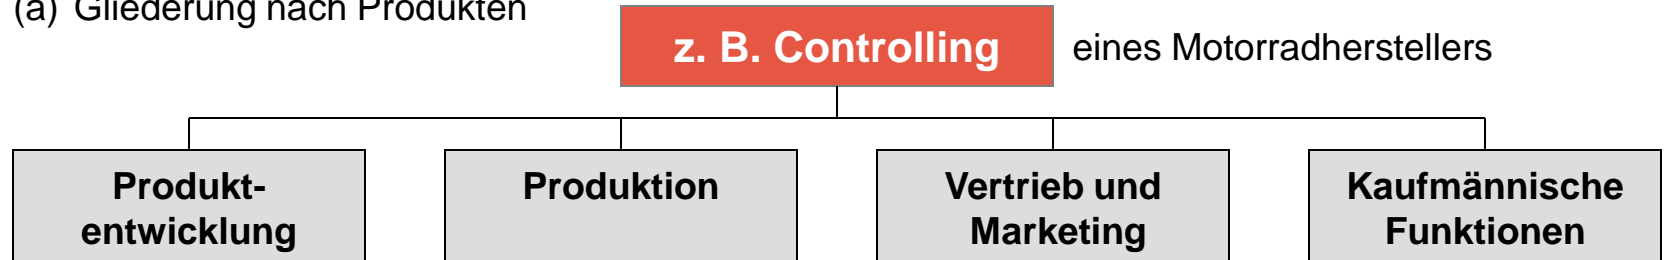 (a) Gliederung nach Produkten
z. B. Controlling eines Motorradherstellers
Produkt-
entwicklung
Produktion
Vertrieb und
Marketing
Kaufmännische
Funktionen